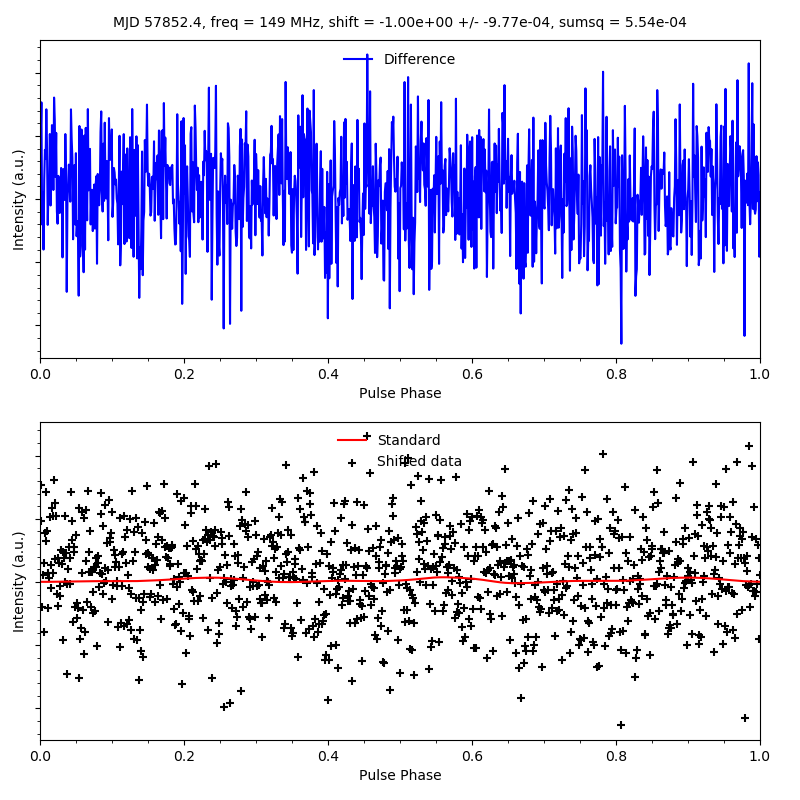 MJD 57852.4, freq = 149 MHz, shift = -1.00e+00 +/- -9.77e-04, sumsq = 5.54e-04
Difference
Intensity (a.u.)
0.0 0.2 0.4 0.6 0.8 1.0
Pulse Phase
Standard
Shifted data
Intensity (a.u.)
0.0 0.2 0.4 0.6 0.8 1.0
Pulse Phase